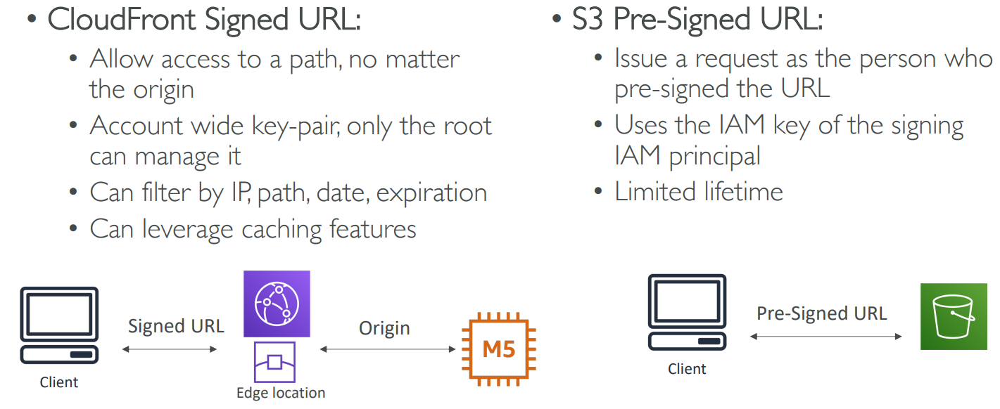 • CloudFront Signed URL:
• Allow access to a path, no matter
the origin
• Account wide key-pair, only the root
can manage it
• Can filter by IP, path, date, expiration
• Can leverage caching features
• S3 Pre-Signed URL:
• Issue a request as the person who
pre-signed the URL
• Uses the IAM key of the signing
IAM principal
• Limited lifetime
Signed URL
Origin
M5
Client
Edge location
Pre-Signed URL
Client